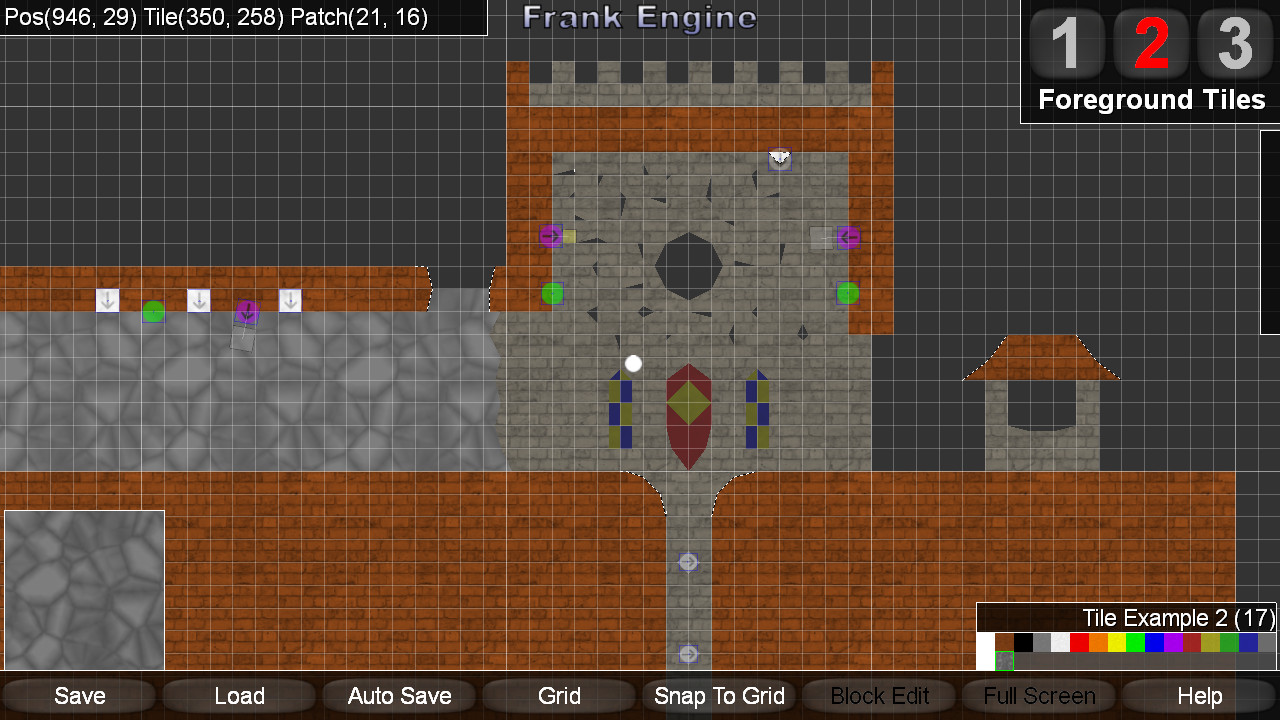 Pos(946, 29) Tile(350, 258) Patch(21, 16)
Frank Engine
1 2 3
Foreground Tiles
Tile Example 2 (17)
Save Load Auto Save Grid Snap To Grid Block Edit Full Screen Help